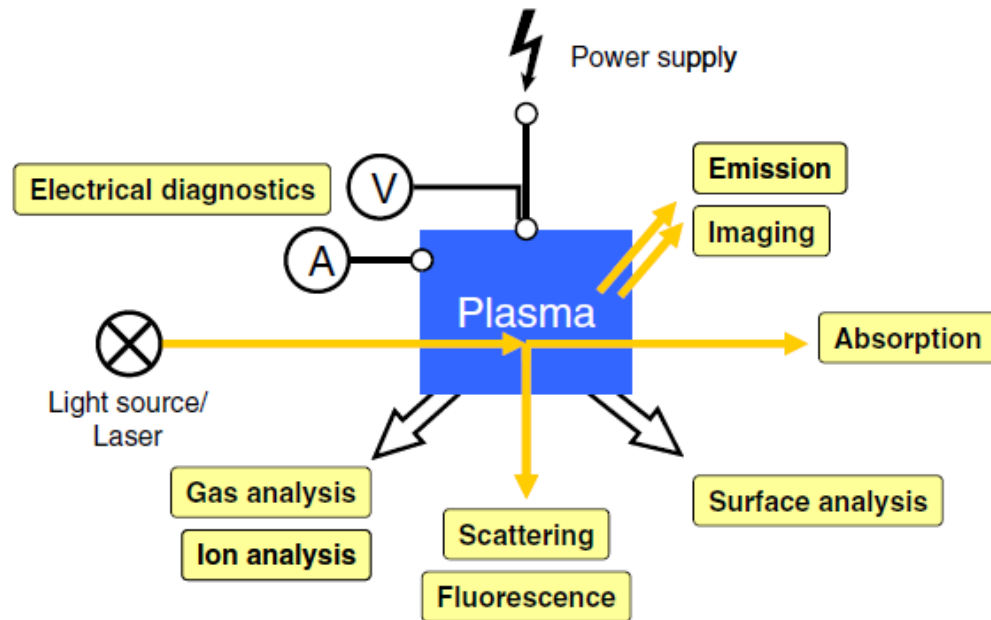 Power supply
Emission
Electrical diagnostics
V
Imaging
A
Plasma
Absorption
Light source/
Laser
Gas analysis
Surface analysis
Ion analysis
Scattering
Fluorescence